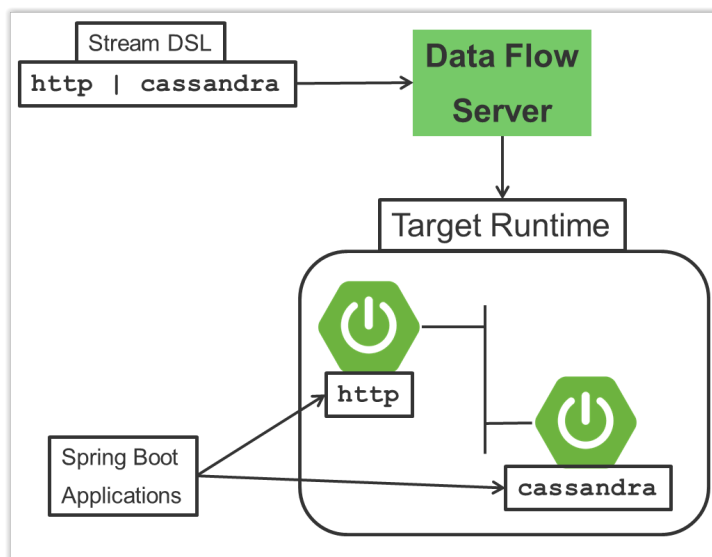 Stream DSL
http | cassandra
Data Flow
Server
Target Runtime
http
cassandra
Spring Boot
Applications